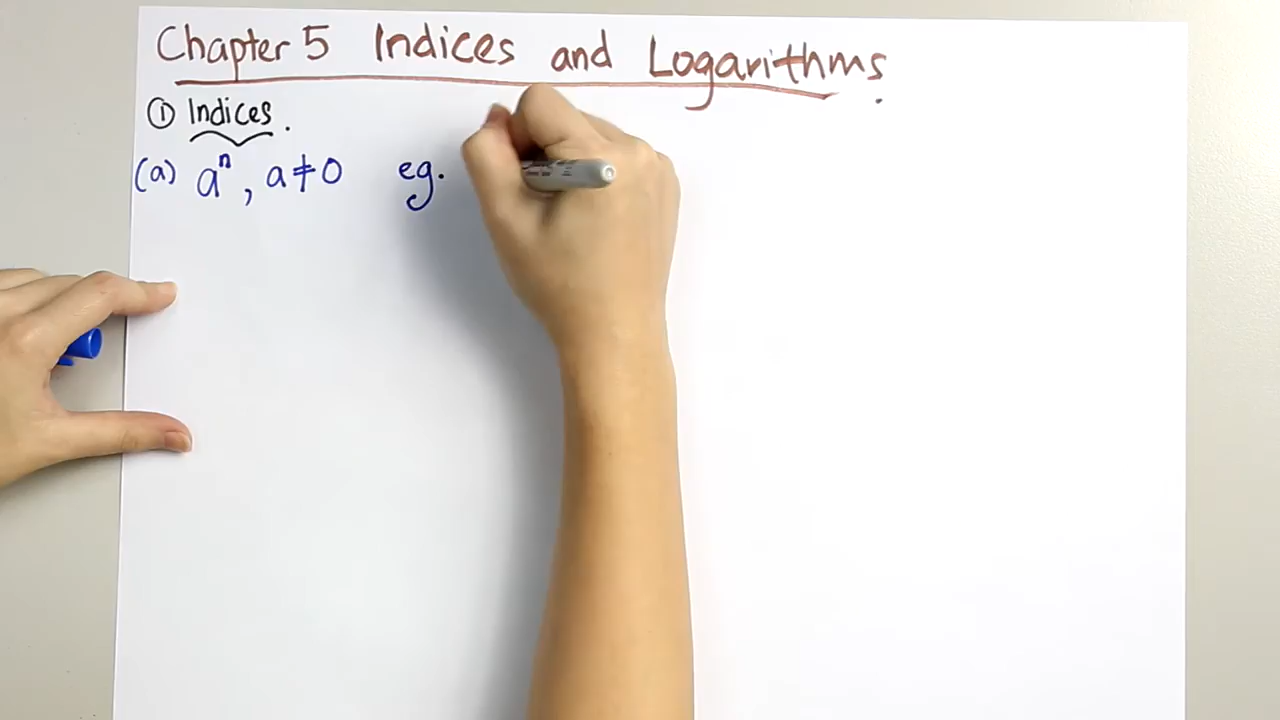 Chapter 5 Indices and Logarithms.
① Indices.
(a) aⁿ, a≠0 eg.